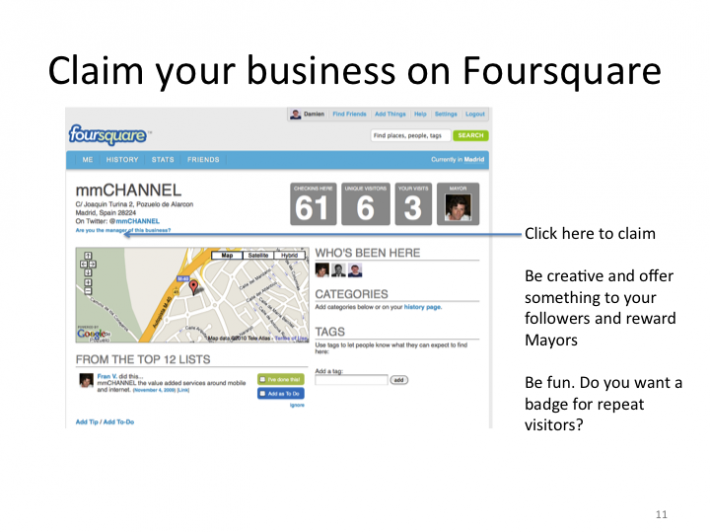 Claim your business on Foursquare
Damien Find Friends Add Things Help Settings Logout
foursquare
Find places, people, tags SEARCH
ME HISTORY STATS FRIENDS Currently in Madrid
mmCHANNEL
C/ Joaquin Turina 2, Pozuelo de Alarcon
Madrid, Spain 28224
On Twitter: @mmCHANNEL
Are you the manager of this business?
CHECKINS HERE UNIQUE VISITORS YOUR VISITS MAYOR
61 6 3
Click here to claim
Be creative and offer
something to your
followers and reward
Mayors
Be fun. Do you want a
badge for repeat
visitors?
Map Satellite Hybrid
Autopista M-40
M-40
POWERED BY
Google
Map data ©2010 Tele Atlas - Terms of Use
WHO'S BEEN HERE
CATEGORIES
Add categories below or on your history page.
TAGS
Use tags to let people know what they can expect to find
here:
Add a tag:
add
FROM THE TOP 12 LISTS
Fran V. did this...
mmCHANNEL the value added services around mobile
and internet. (November 4, 2009) [Link]
I've done this!
Add as To Do
ignore
Add Tip / Add To-Do
11